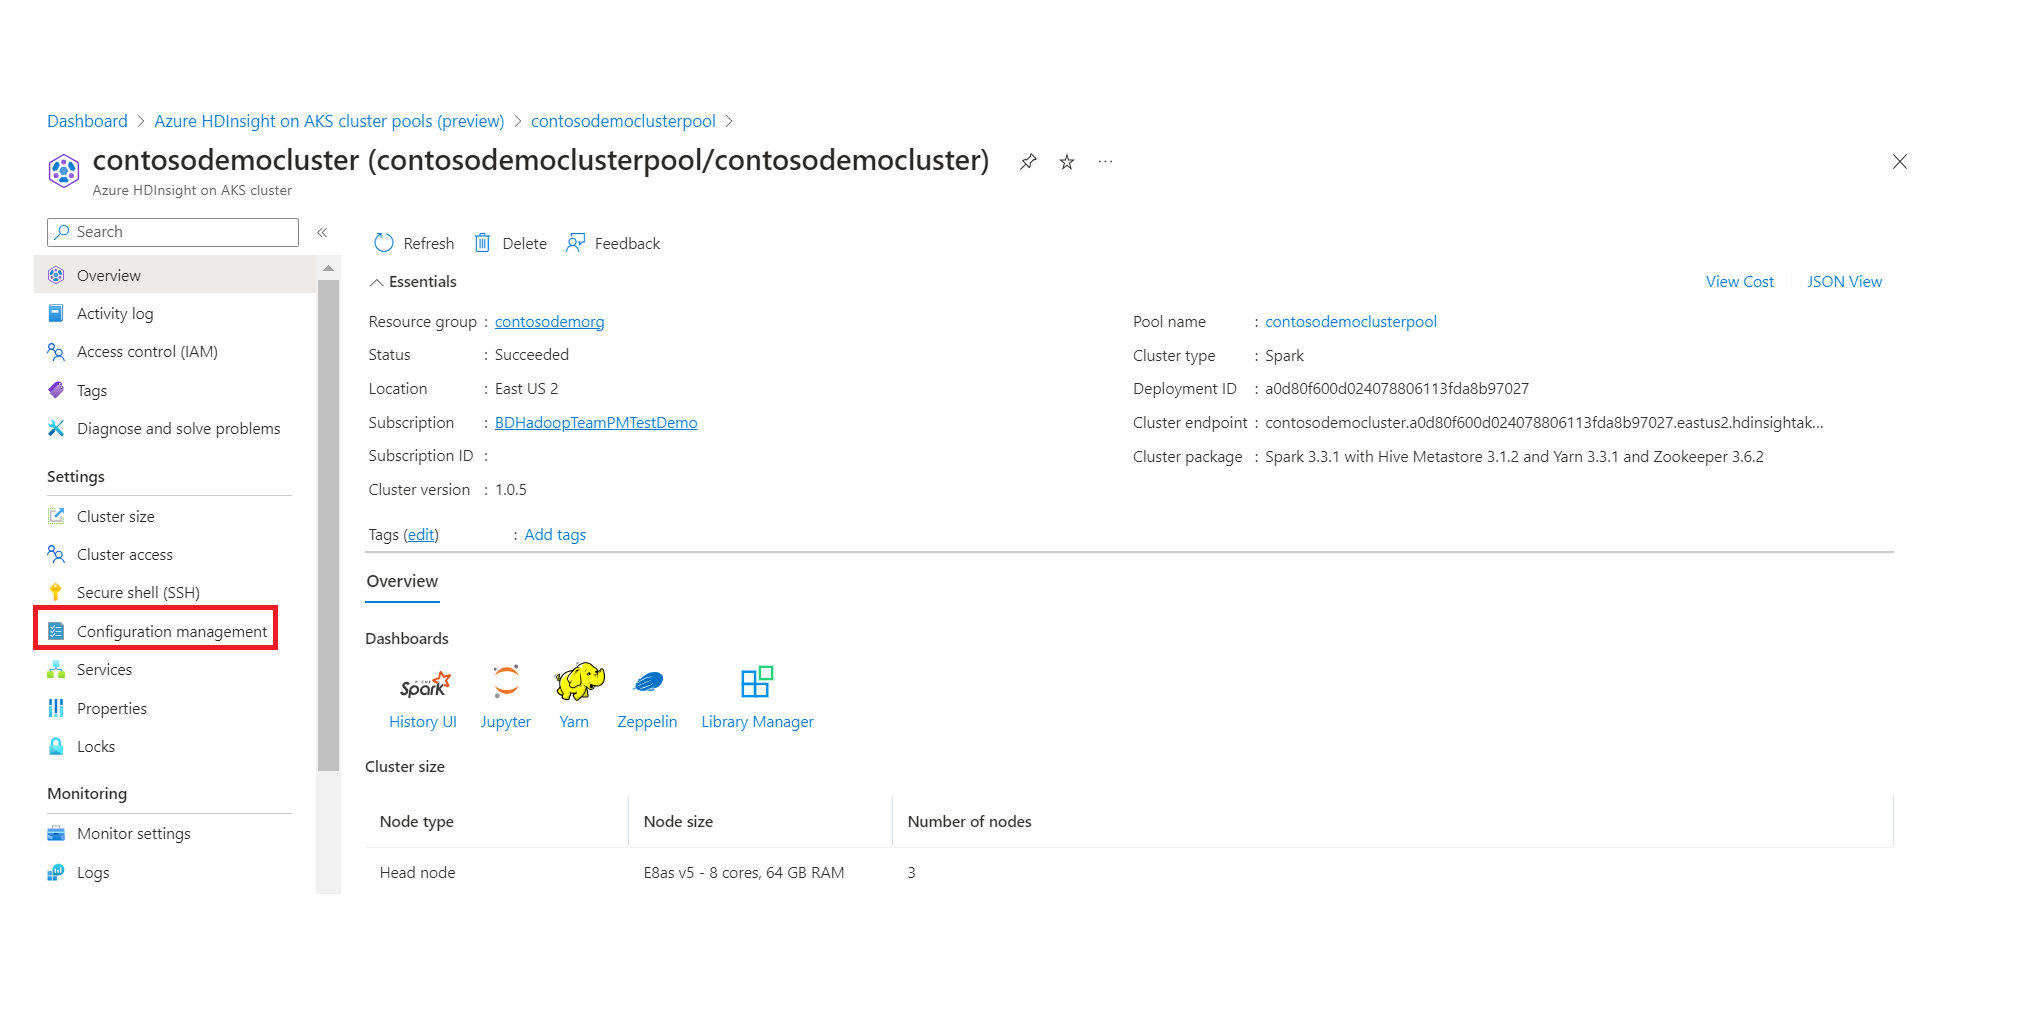 Dashboard > Azure HDInsight on AKS cluster pools (preview) > contosodemoclusterpool >
contosodemocluster (contosodemoclusterpool/contosodemocluster) ...
Azure HDInsight on AKS cluster
Search «
Overview
Activity log
Access control (IAM)
Tags
Diagnose and solve problems
Settings
Cluster size
Cluster access
Secure shell (SSH)
Configuration management
Services
Properties
Locks
Monitoring
Monitor settings
Logs
Refresh Delete Feedback
Essentials
View Cost JSON View
Resource group : contosodemorg
Status : Succeeded
Location : East US 2
Subscription : BDHadoopTeamPMTestDemo
Subscription ID :
Cluster version : 1.0.5
Pool name : contosodemoclusterpool
Cluster type : Spark
Deployment ID : a0d80f600d024078806113fda8b97027
Cluster endpoint : contosodemocluster.a0d80f600d024078806113fda8b97027.eastus2.hdinsightak...
Cluster package : Spark 3.3.1 with Hive Metastore 3.1.2 and Yarn 3.3.1 and Zookeeper 3.6.2
Tags (edit) : Add tags
Overview
Dashboards
Spark
History UI Jupyter Yarn Zeppelin Library Manager
Cluster size
Node type Node size Number of nodes
Head node E8as v5 - 8 cores, 64 GB RAM 3